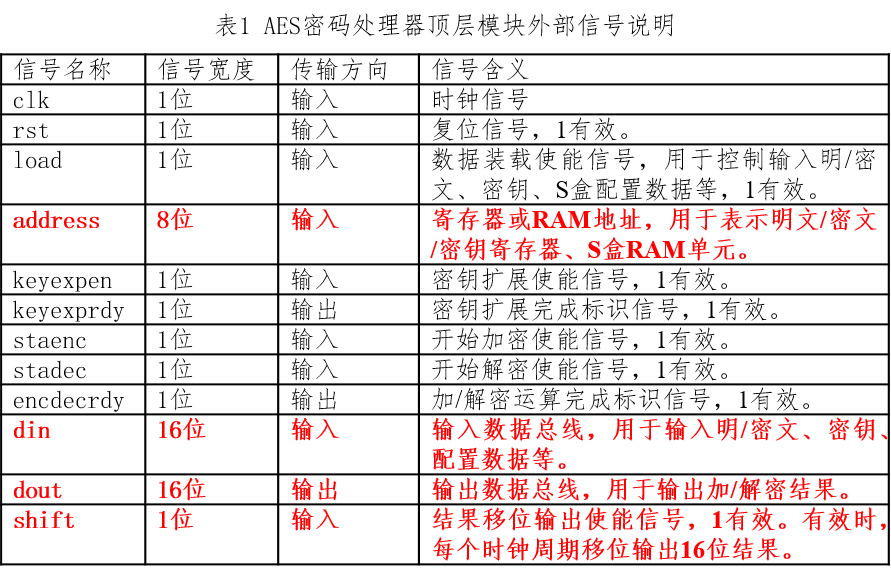 表1 AES密码处理器顶层模块外部信号说明
信号名称 信号宽度 传输方向 信号含义
clk 1位 输入 时钟信号
rst 1位 输入 复位信号，1有效。
load 1位 输入 数据装载使能信号，用于控制输入明/密
文、密钥、S盒配置数据等，1有效。
address 8位 输入 寄存器或RAM地址，用于表示明文/密文
/密钥寄存器、S盒RAM单元。
keyexpen 1位 输入 密钥扩展使能信号，1有效。
keyexprdy 1位 输出 密钥扩展完成标识信号，1有效。
staenc 1位 输入 开始加密使能信号，1有效。
stadec 1位 输入 开始解密使能信号，1有效。
encdecrdy 1位 输出 加/解密运算完成标识信号，1有效。
din 16位 输入 输入数据总线，用于输入明/密文、密钥、
配置数据等。
dout 16位 输出 输出数据总线，用于输出加/解密结果。
shift 1位 输入 结果移位输出使能信号，1有效。有效时，
每个时钟周期移位输出16位结果。